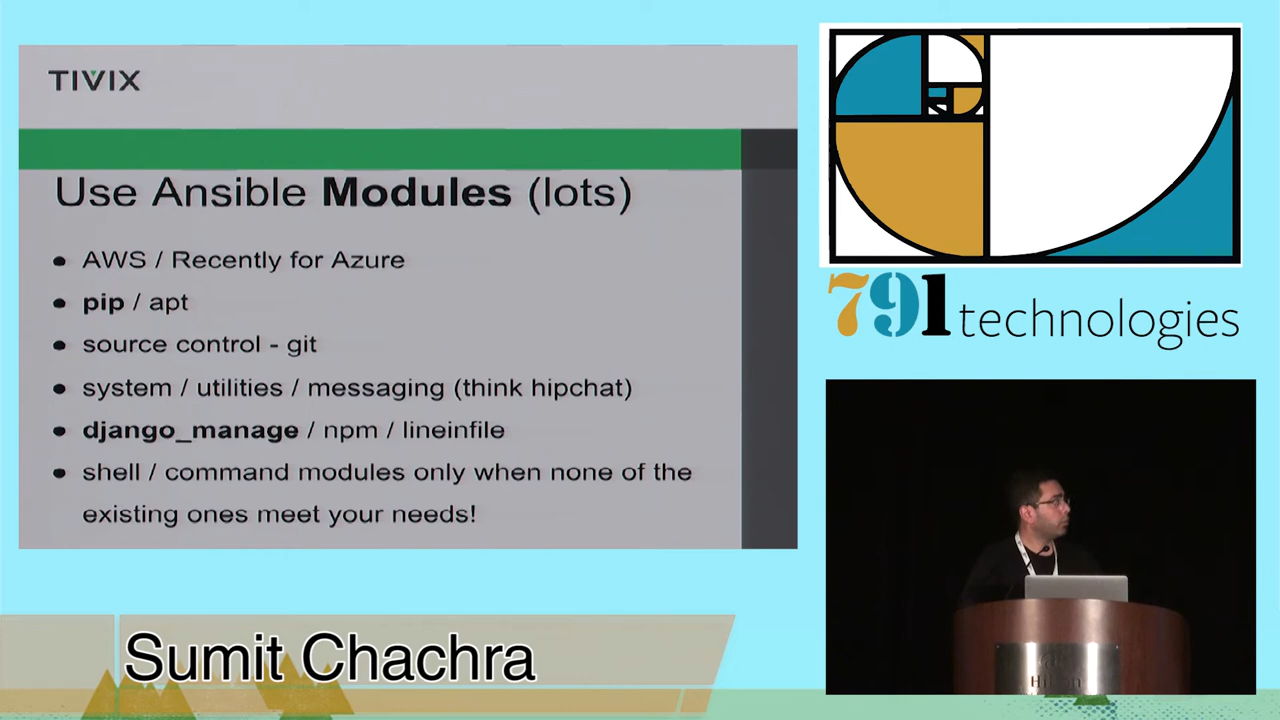 TIVIX
Use Ansible Modules (lots)
AWS / Recently for Azure
pip / apt
source control - git
system / utilities / messaging (think hipchat)
django_manage / npm / lineinfile
shell / command modules only when none of the
existing ones meet your needs!
791 technologies
Sumit Chachra